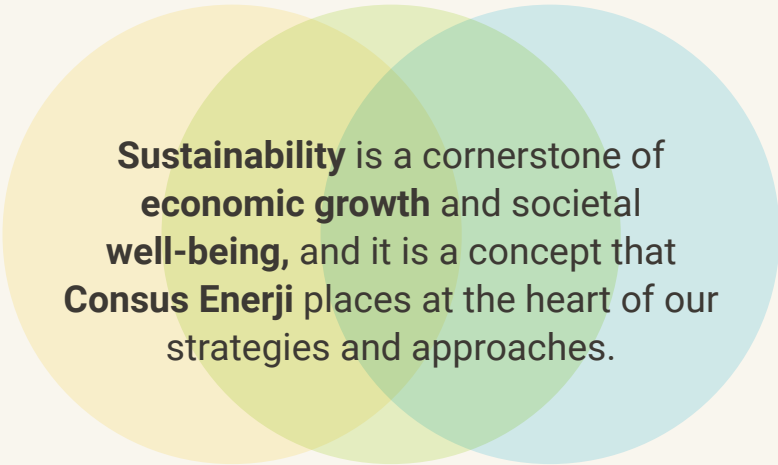 Sustainability is a cornerstone of
economic growth and societal
well-being, and it is a concept that
Consus Enerji places at the heart of our
strategies and approaches.